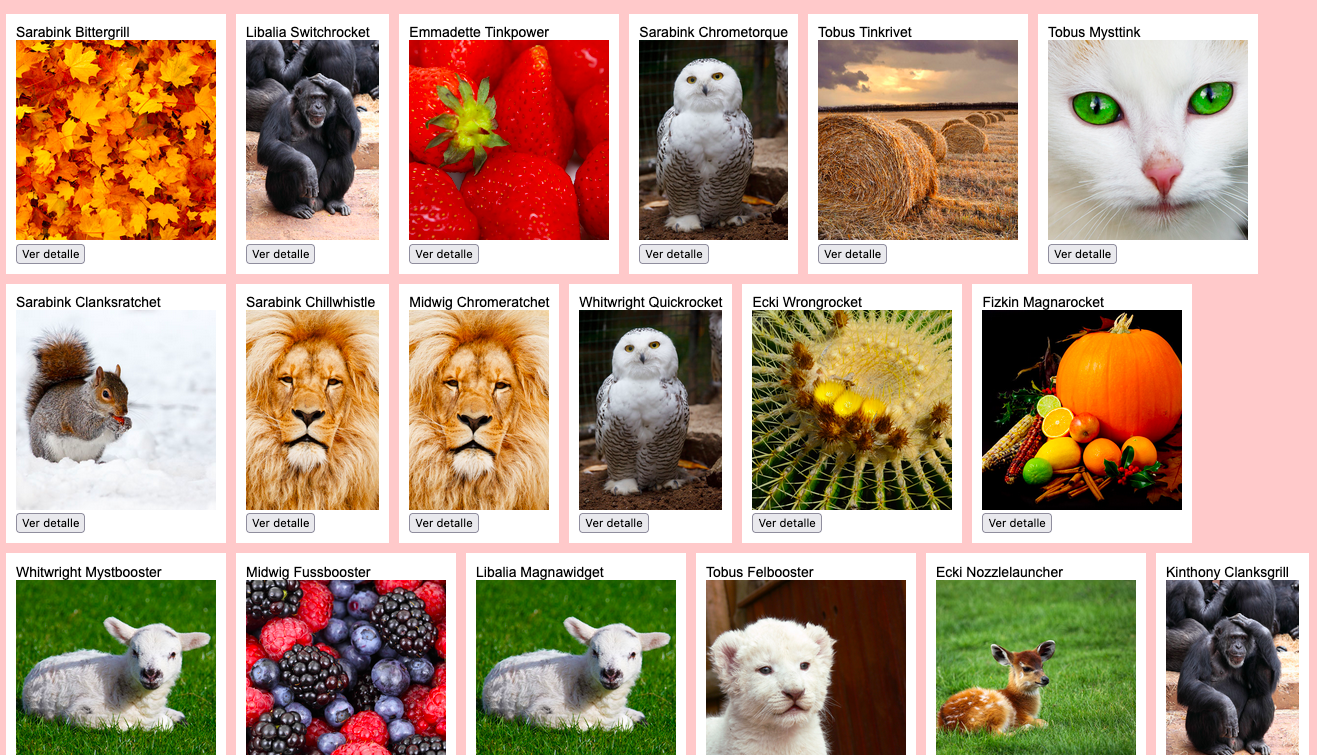 Sarabink Bittergrill
Libalia Switchrocket
Emmadette Tinkpower
Sarabink Chrometorque
Tobus Tinkrivet
Tobus Mysttink
Ver detalle
Ver detalle
Ver detalle
Ver detalle
Ver detalle
Ver detalle
Sarabink Clanksratchet
Sarabink Chillwhistle
Midwig Chromeratchet
Whitwright Quickrocket
Ecki Wrongrocket
Fizkin Magnarocket
Ver detalle
Ver detalle
Ver detalle
Ver detalle
Ver detalle
Ver detalle
Whitwright Mystbooster
Midwig Fussbooster
Libalia Magnawidget
Tobus Felbooster
Ecki Nozzlelauncher
Kinthony Clanksgrill